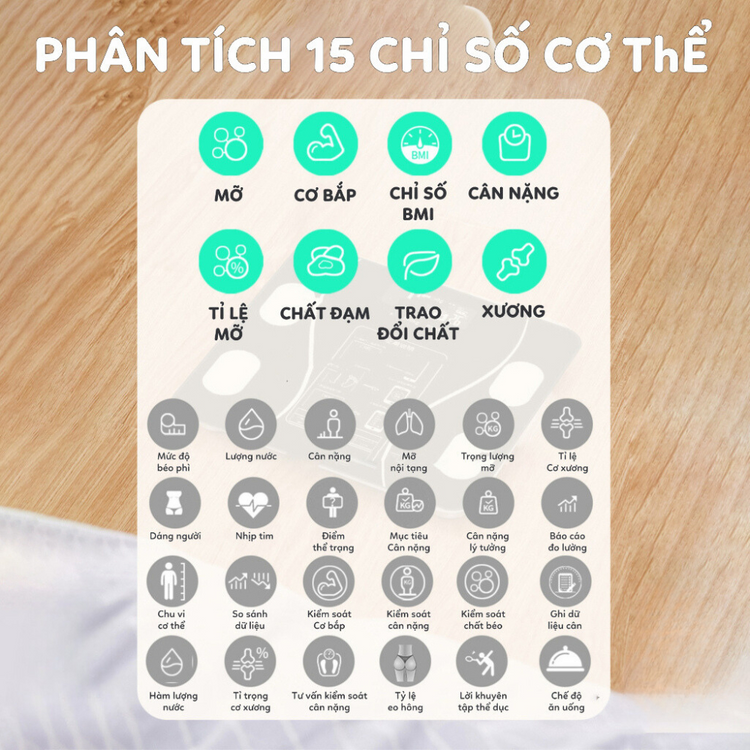 PHÂN TÍCH 15 CHỈ SỐ CƠ ThỂ
MỠ
CƠ BẮP
CHỈ SỐ
BMI
CÂN NẶNG
BMI
TỈ LỆ
MỠ
CHẤT ĐẠM
TRAO
ĐỔI CHẤT
XƯƠNG
%
Mức độ
béo phì
Lượng nước
Cân nặng
Mỡ
nội tạng
Trọng lượng
mỡ
KG
Tỉ lệ
Cơ xương
Dáng người
Nhịp tim
Điểm
thể trạng
Mục tiêu
Cân nặng
KG
Cân nặng
lý tưởng
KG
Báo cáo
đo lường
Chu vi
cơ thể
So sánh
dữ liệu
Kiểm soát
Cơ bắp
Kiểm soát
cân nặng
KG
Kiểm soát
chất béo
Ghi dữ
liệu cân
Hàm lượng
nước
Tỉ trọng
cơ xương
%
Tư vấn kiểm soát
cân nặng
?
Tỷ lệ
eo hông
Lời khuyên
tập thể dục
Chế độ
ăn uống